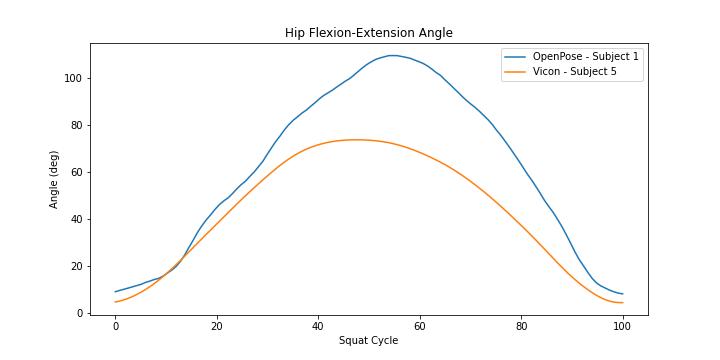 Hip Flexion-Extension Angle
OpenPose - Subject 1
Vicon - Subject 5
Angle (deg)
100
80
60
40
20
0
0 20 40 60 80 100
Squat Cycle